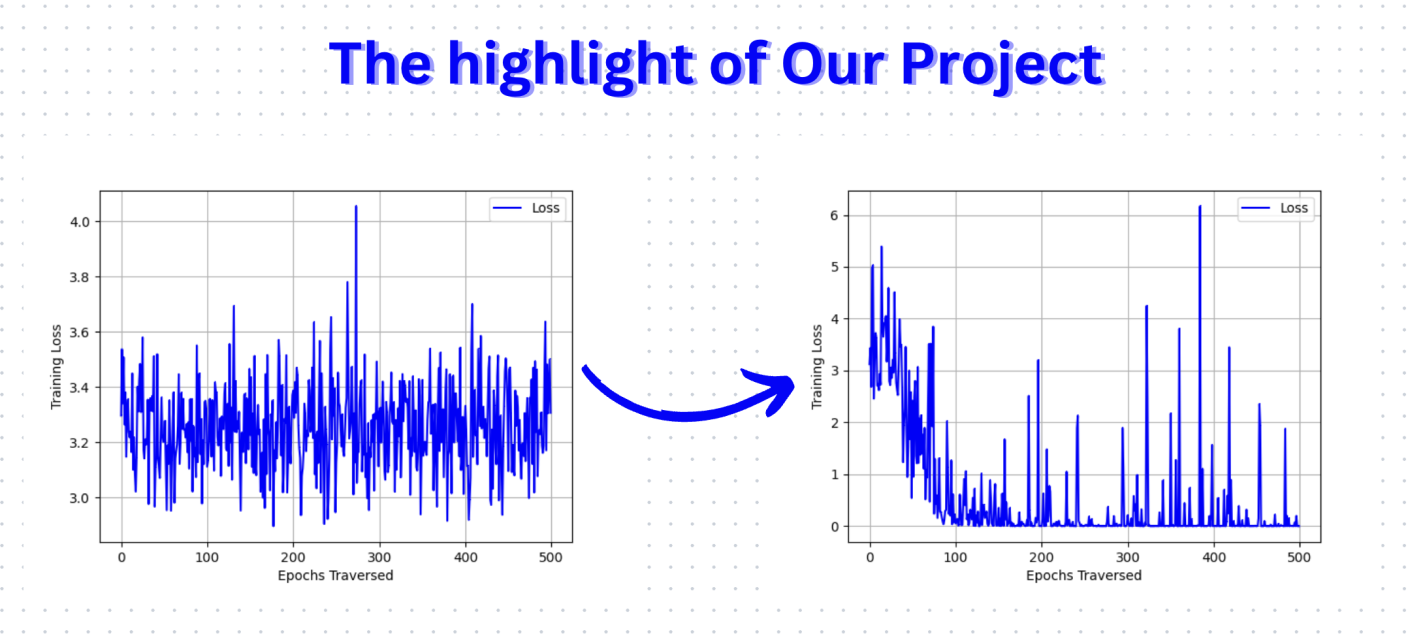 The highlight of Our Project
Loss
4.0
3.8
3.6
3.4
3.2
3.0
Training Loss
0 100 200 300 400 500
Epochs Traversed
Loss
6
5
4
3
2
1
0
Training Loss
0 100 200 300 400 500
Epochs Traversed